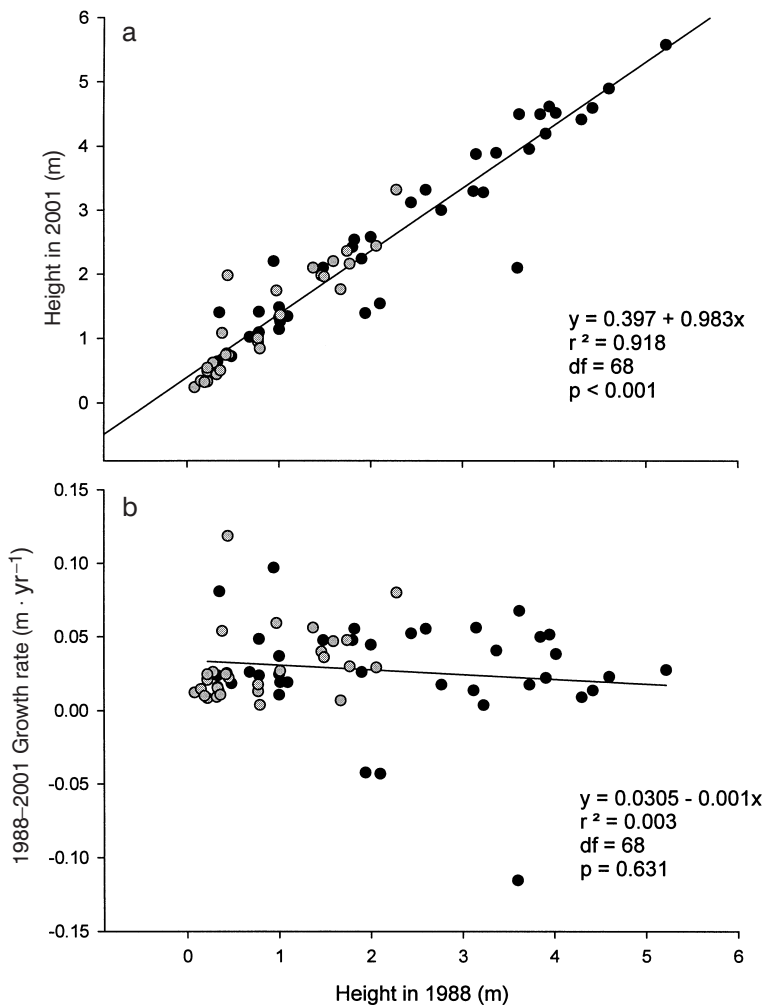 a
6
5
4
3
2
1
0
Height in 2001 (m)
y = 0.397 + 0.983x
r ² = 0.918
df = 68
p < 0.001
b
0.15
0.10
0.05
0.00
-0.05
-0.10
-0.15
1988–2001 Growth rate (m · yr⁻¹)
y = 0.0305 - 0.001x
r ² = 0.003
df = 68
p = 0.631
0 1 2 3 4 5 6
Height in 1988 (m)